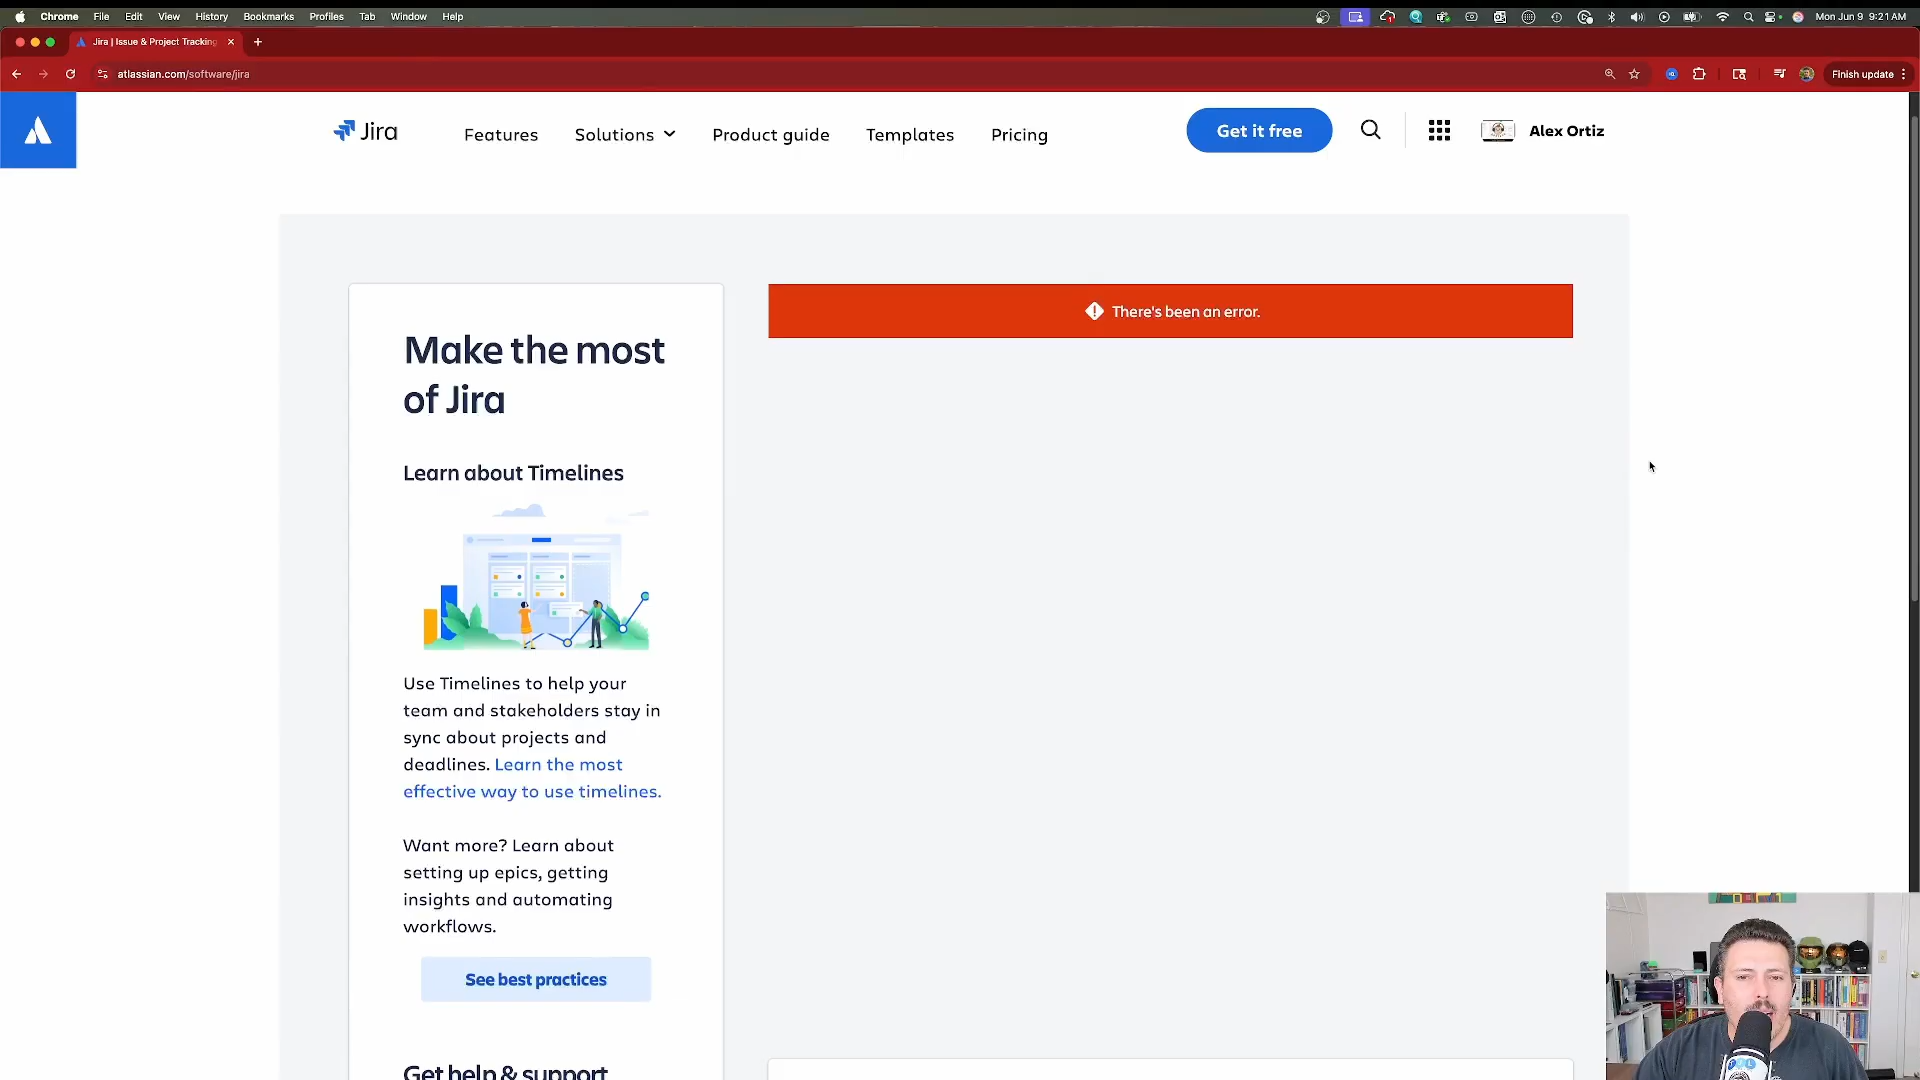 Chrome File Edit View History Bookmarks Profiles Tab Window Help
Mon Jun 9 9:21 AM
Jira | Issue & Project Tracking
atlassian.com/software/jira
Finish update
Jira
Features
Solutions
Product guide
Templates
Pricing
Get it free
Alex Ortiz
Make the most
of Jira
There's been an error.
Learn about Timelines
Use Timelines to help your
team and stakeholders stay in
sync about projects and
deadlines. Learn the most
effective way to use timelines.
Want more? Learn about
setting up epics, getting
insights and automating
workflows.
See best practices
Get help & support